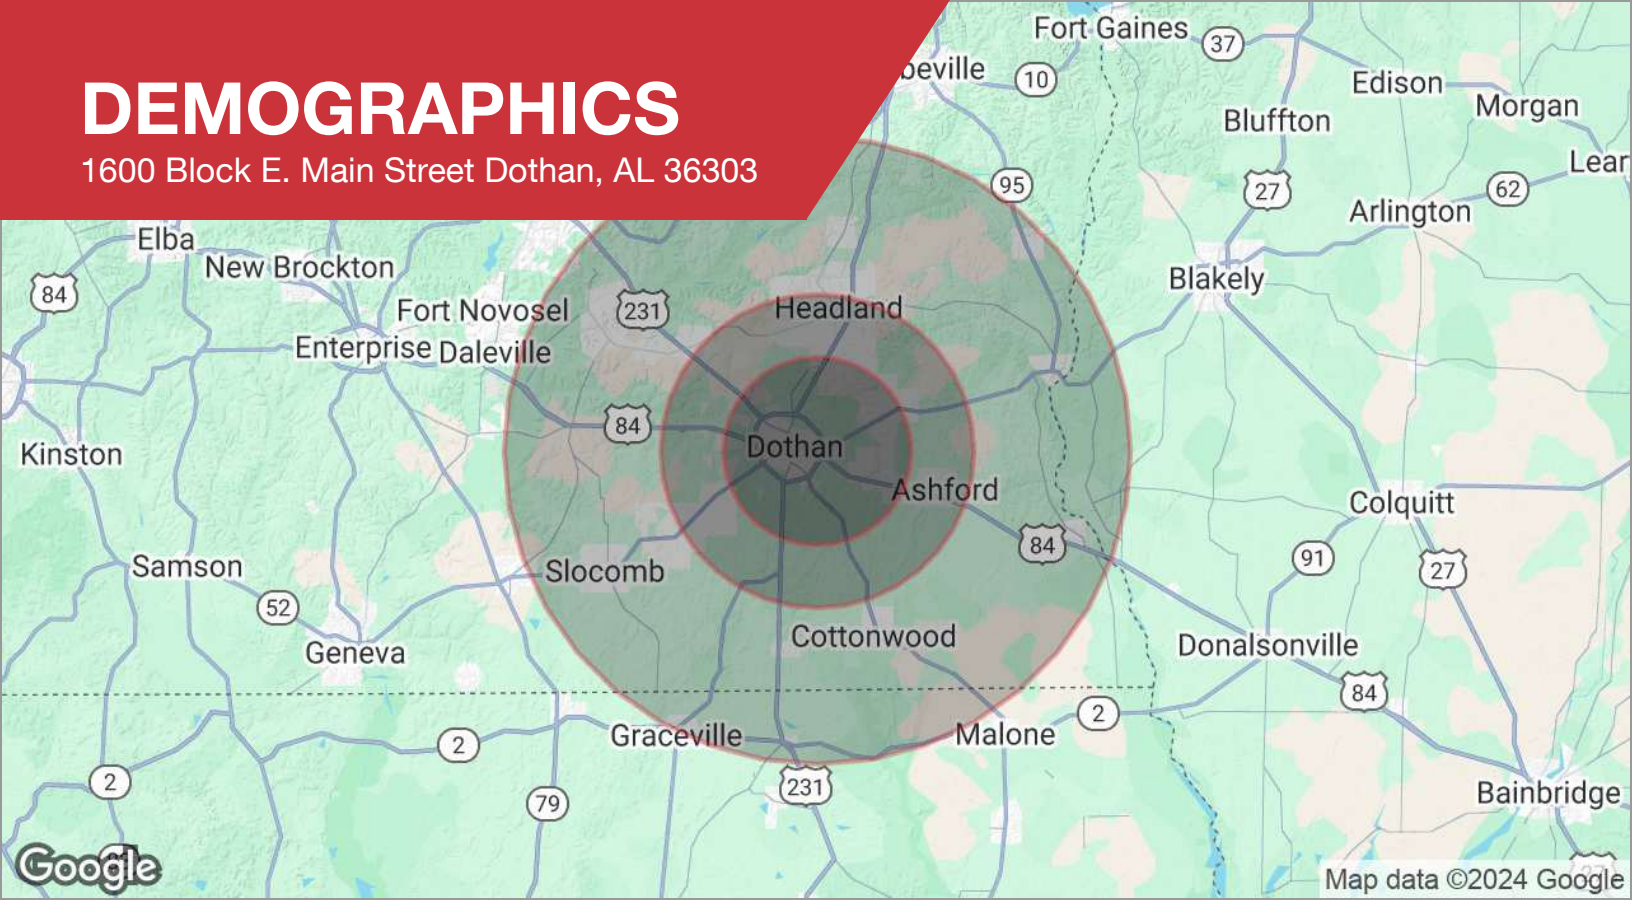 DEMOGRAPHICS
1600 Block E. Main Street Dothan, AL 36303
Fort Gaines
37
beville
10
Edison
Morgan
Bluffton
Lear
95
27
62
Arlington
Elba
New Brockton
Blakely
84
Fort Novosel
231
Headland
Enterprise
Daleville
84
Dothan
Kinston
Ashford
Colquitt
84
91
27
Samson
Slocomb
52
Cottonwood
Geneva
Donalsonville
84
2
Graceville
Malone
2
2
231
79
Bainbridge
Google
Map data ©2024 Google